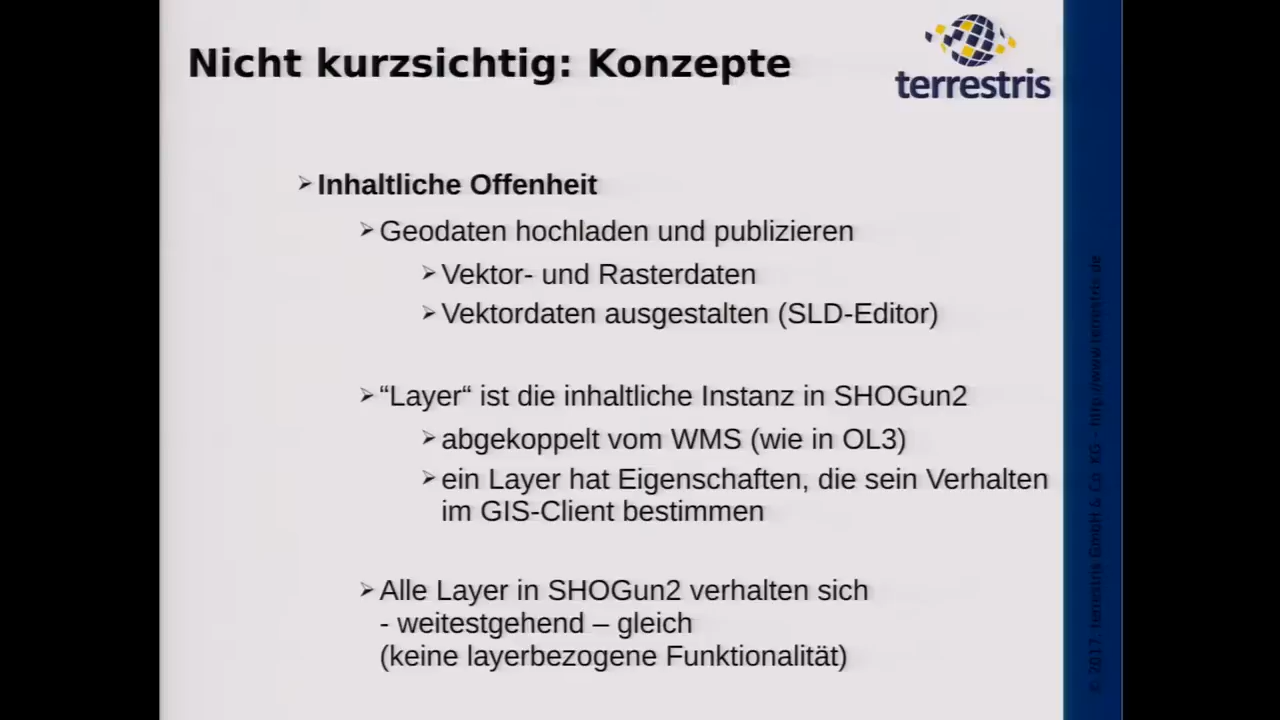 Nicht kurzsichtig: Konzepte
terrestris
Inhaltliche Offenheit
Geodaten hochladen und publizieren
Vektor- und Rasterdaten
Vektordaten ausgestalten (SLD-Editor)
“Layer“ ist die inhaltliche Instanz in SHOGun2
abgekoppelt vom WMS (wie in OL3)
ein Layer hat Eigenschaften, die sein Verhalten
im GIS-Client bestimmen
Alle Layer in SHOGun2 verhalten sich
- weitestgehend – gleich
(keine layerbezogene Funktionalität)
© 2017, terrestris GmbH & Co. KG - http://www.terrestris.de